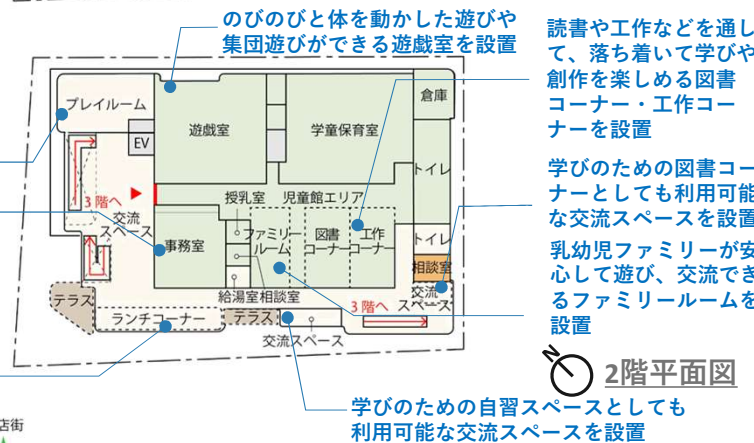 のびのびと体を動かした遊びや
集団遊びができる遊戯室を設置
読書や工作などを通し
て、落ち着いて学びや
創作を楽しめる図書
コーナー・工作コー
ナーを設置
プレイルーム
遊戯室
学童保育室
倉庫
EV
トイレ
3階へ
授乳室
児童館エリア
交流
スペース
事務室
ファミリー
ルーム
図書
コーナー
工作
コーナー
トイレ
相談室
学びのための図書コー
ナーとしても利用可能
な交流スペースを設置
乳幼児ファミリーが安
心して遊び、交流でき
るファミリールームを
設置
テラス
ランチコーナー
給湯室
相談室
テラス
3階へ
交流
スペース
交流スペース
N
2階平面図
学びのための自習スペースとしても
利用可能な交流スペースを設置
店街